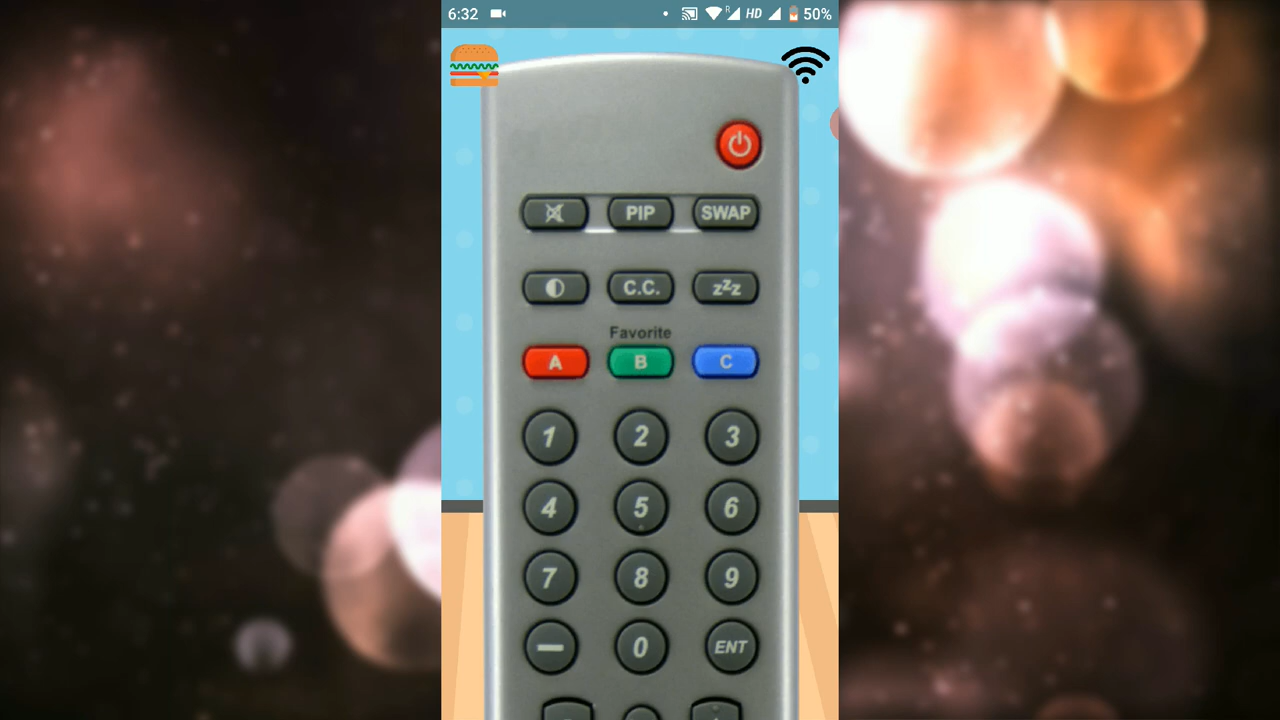 6:32 R HD 50%
PIP SWAP
C.C. zzz
Favorite
A B C
1 2 3
4 5 6
7 8 9
0 ENT